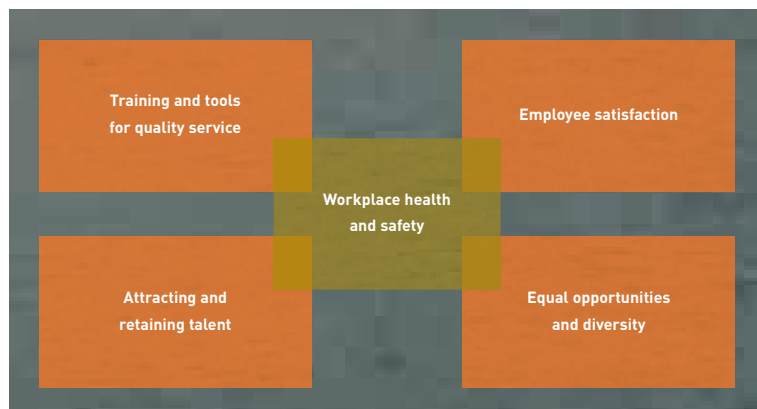 Training and tools
for quality service
Employee satisfaction
Workplace health
and safety
Attracting and
retaining talent
Equal opportunities
and diversity